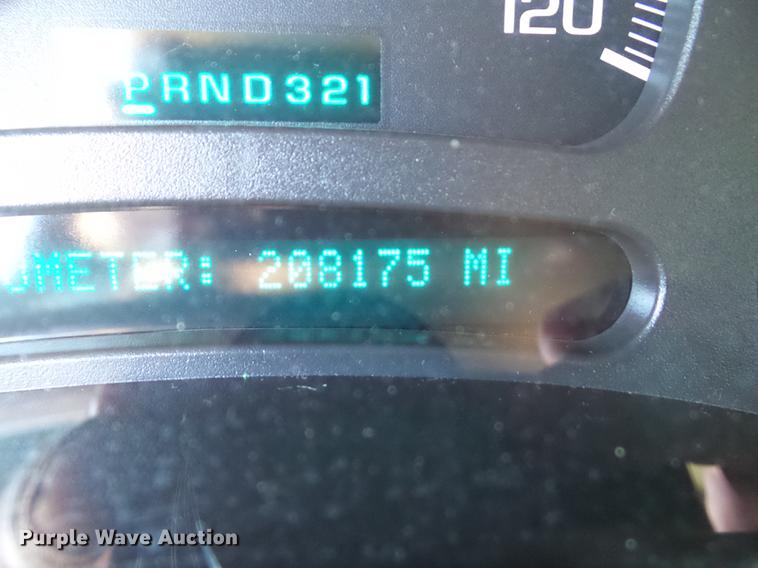 120
PRND321
OMETER: 208175 MI
Purple Wave Auction